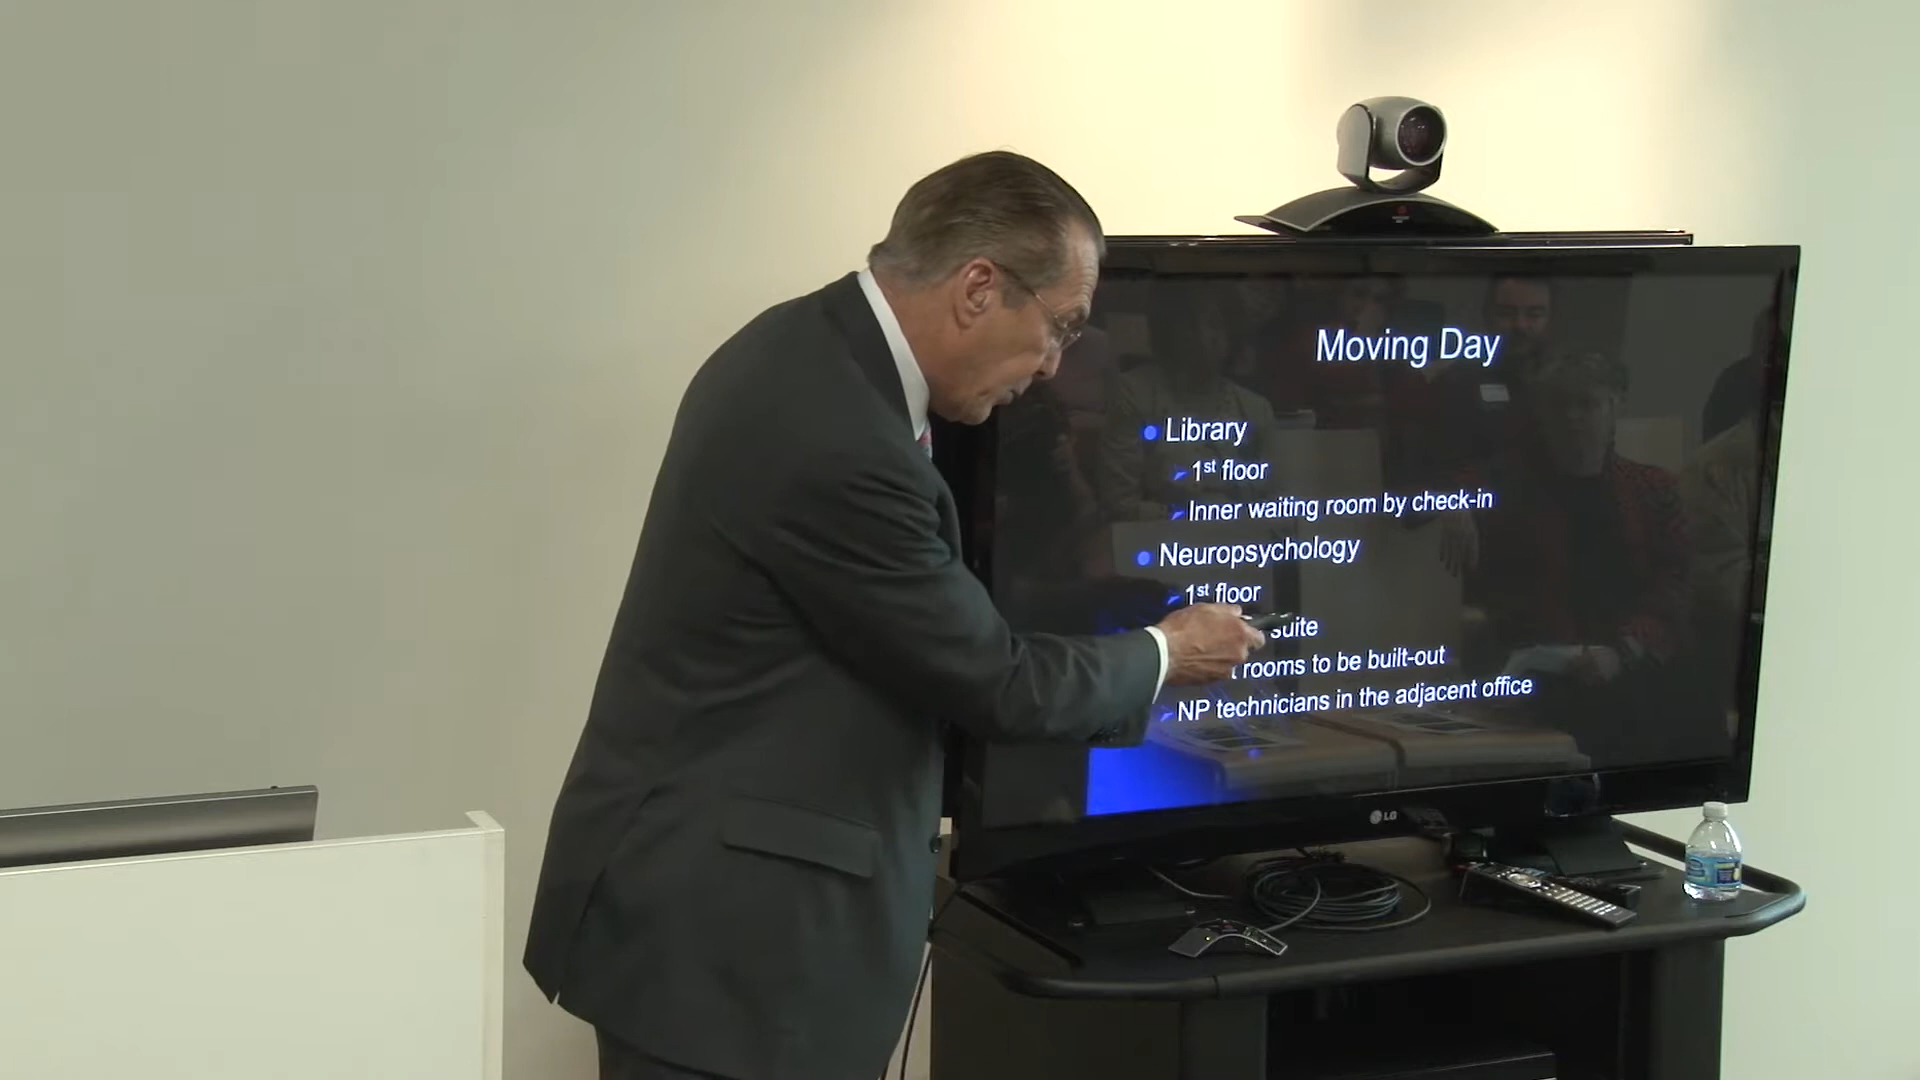 Moving Day
Library
1st floor
Inner waiting room by check-in
Neuropsychology
1st floor
suite
rooms to be built-out
NP technicians in the adjacent office
LG